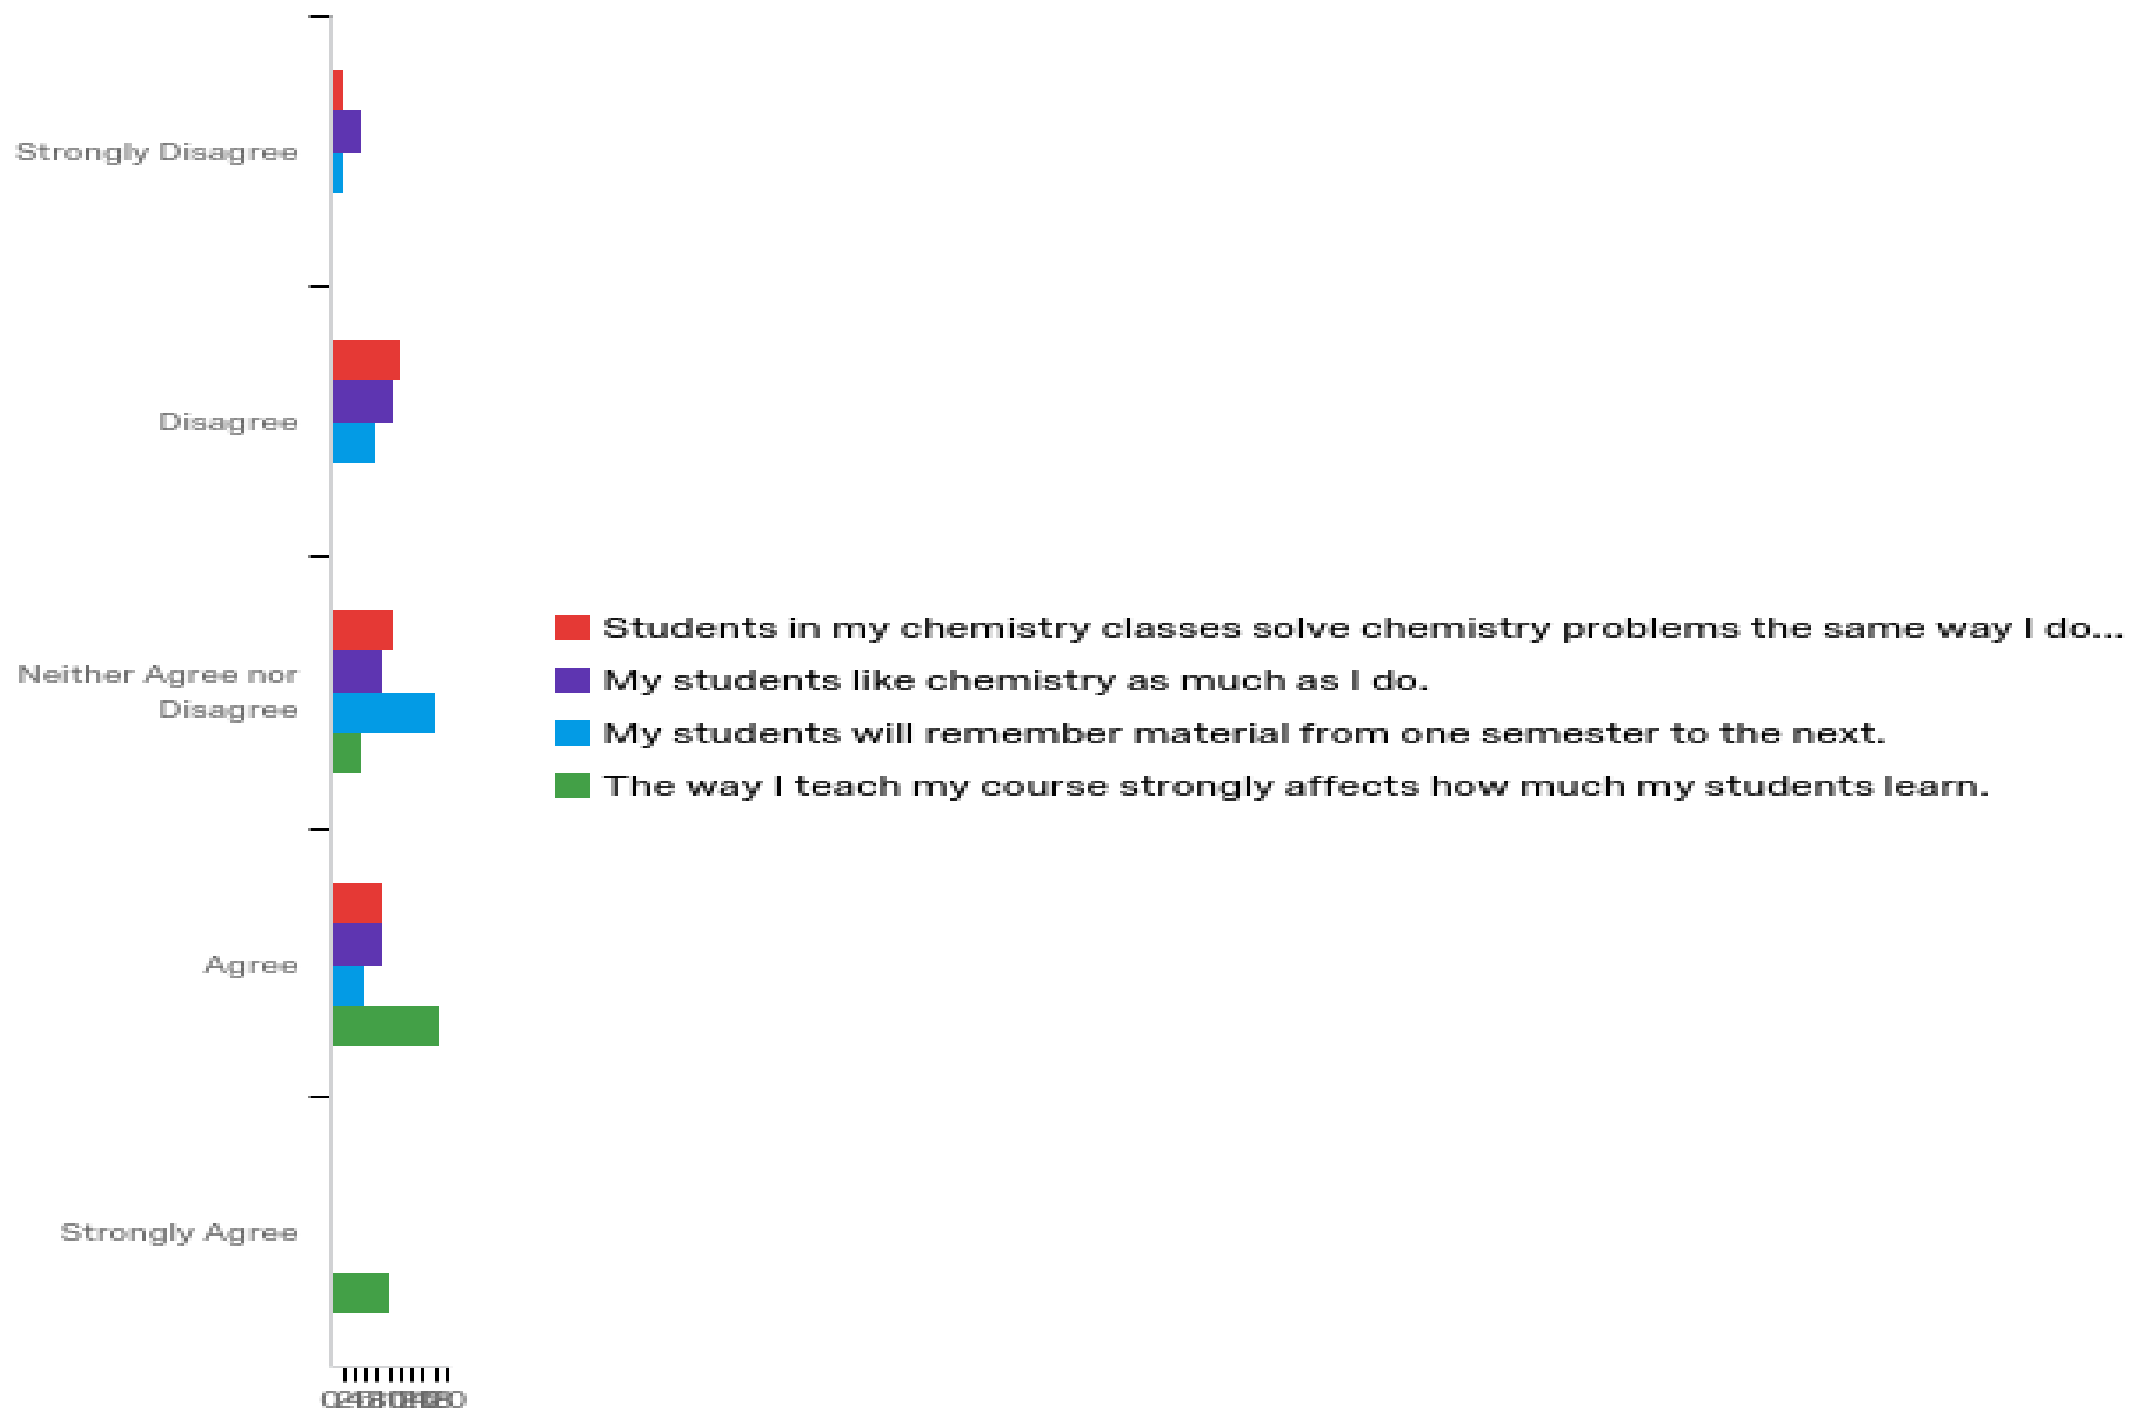 Strongly Disagree
Disagree
Neither Agree nor
Disagree
Students in my chemistry classes solve chemistry problems the same way I do...
My students like chemistry as much as I do.
My students will remember material from one semester to the next.
The way I teach my course strongly affects how much my students learn.
Agree
Strongly Agree